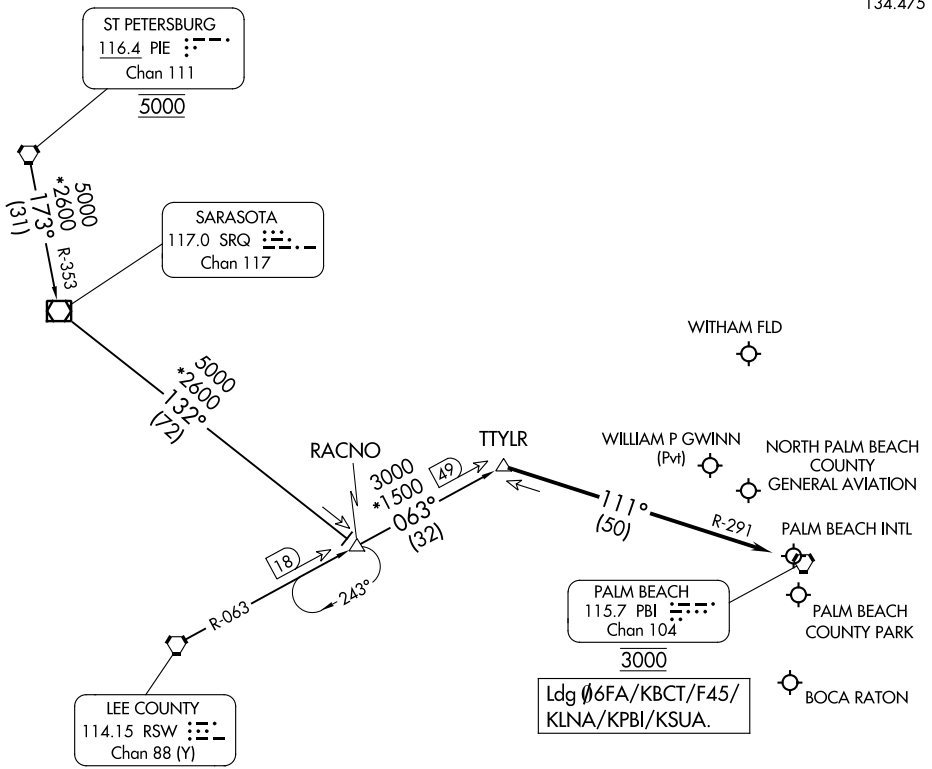 134.475
ST PETERSBURG
116.4 PIE
Chan 111
5000
5000
*2600
173°
(31)
R-353
SARASOTA
117.0 SRQ
Chan 117
5000
*2600
132°
(72)
WITHAM FLD
RACNO
TTYLR
WILLIAM P GWINN
(Pvt)
NORTH PALM BEACH
COUNTY
GENERAL AVIATION
3000
*1500
063°
(32)
49
111°
(50)
R-291
PALM BEACH INTL
18
243°
R-063
PALM BEACH
115.7 PBI
Chan 104
3000
PALM BEACH
COUNTY PARK
Ldg Ø6FA/KBCT/F45/
KLNA/KPBI/KSUA.
BOCA RATON
LEE COUNTY
114.15 RSW
Chan 88 (Y)